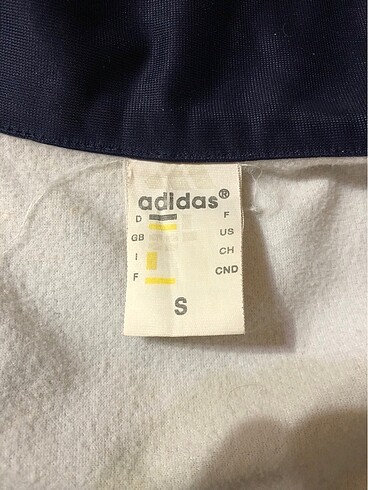 adidas®
D F
GB US
I CH
F CND
S